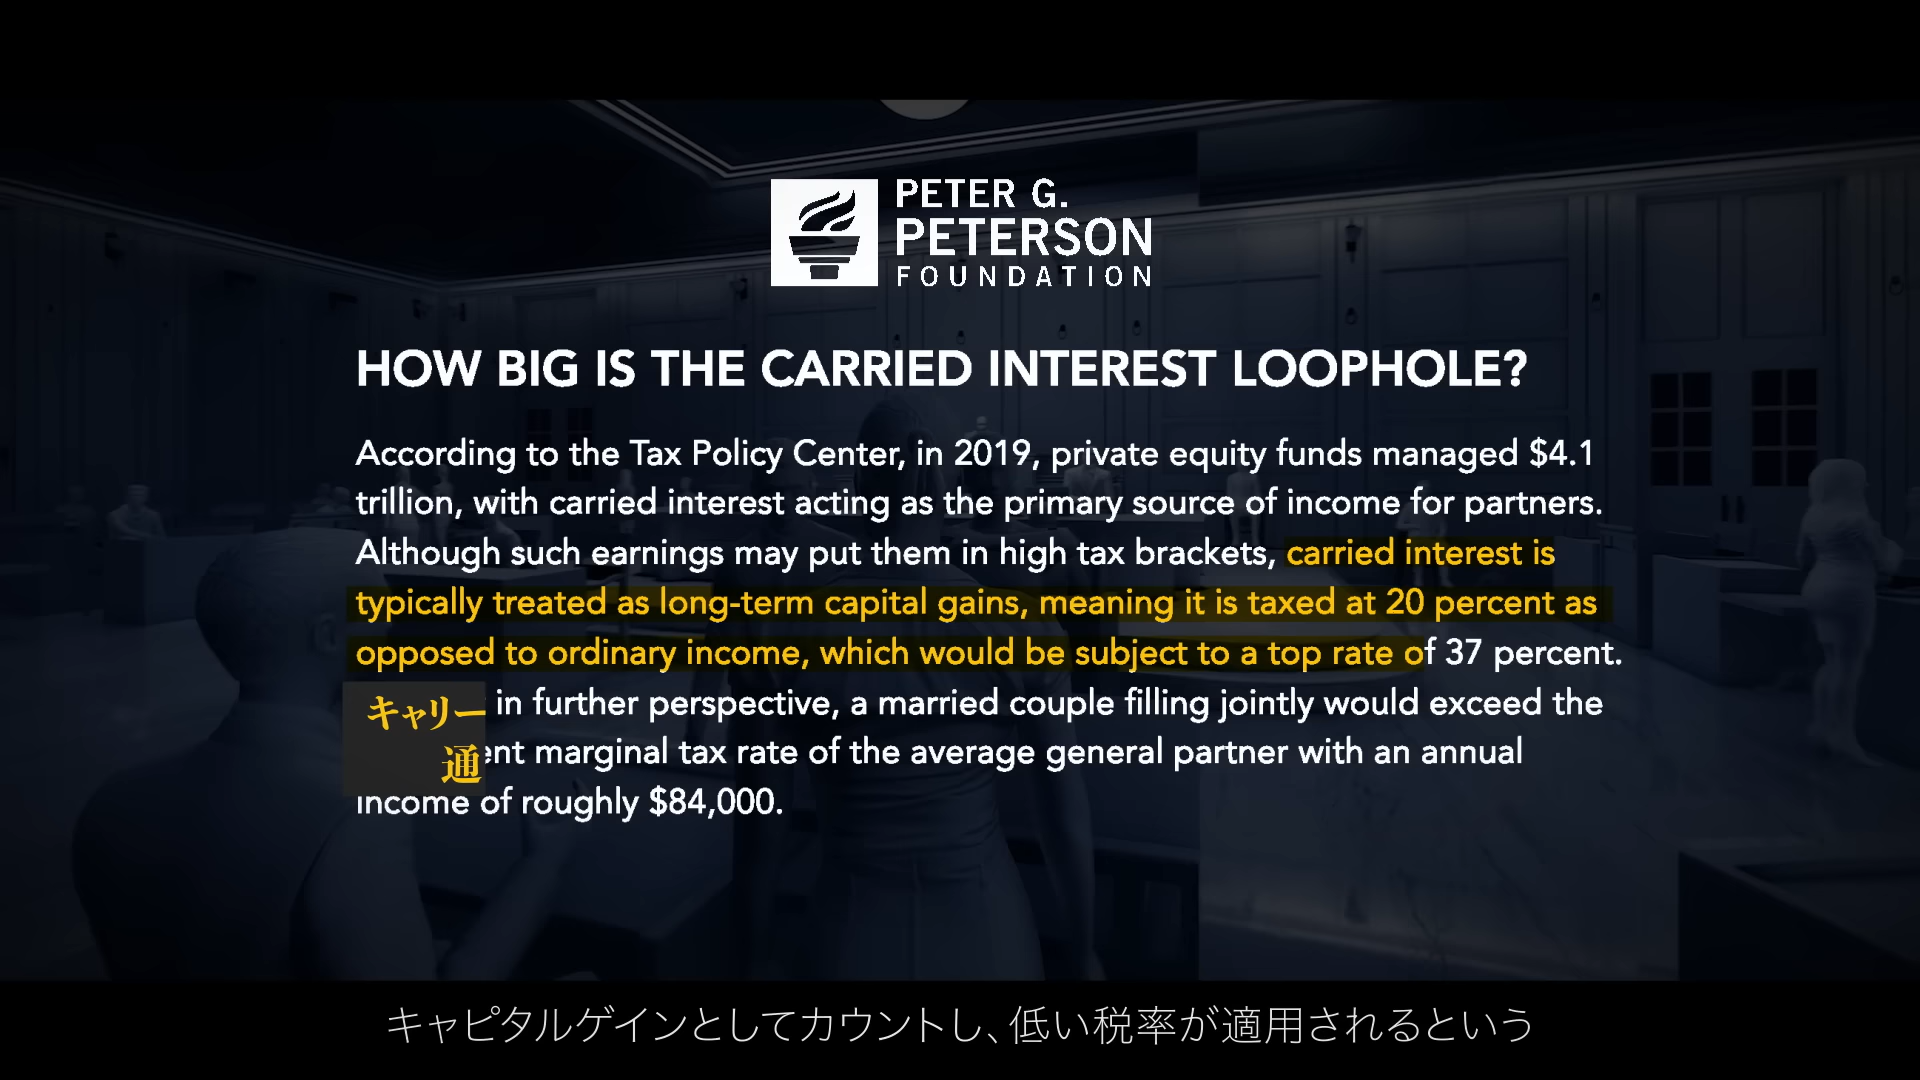 PETER G.
PETERSON
FOUNDATION
HOW BIG IS THE CARRIED INTEREST LOOPHOLE?
According to the Tax Policy Center, in 2019, private equity funds managed $4.1
trillion, with carried interest acting as the primary source of income for partners.
Although such earnings may put them in high tax brackets, carried interest is
typically treated as long-term capital gains, meaning it is taxed at 20 percent as
opposed to ordinary income, which would be subject to a top rate of 37 percent.
キャリー in further perspective, a married couple filling jointly would exceed the
通 marginal tax rate of the average general partner with an annual
income of roughly $84,000.
キャピタルゲインとしてカウントし、低い税率が適用されるという